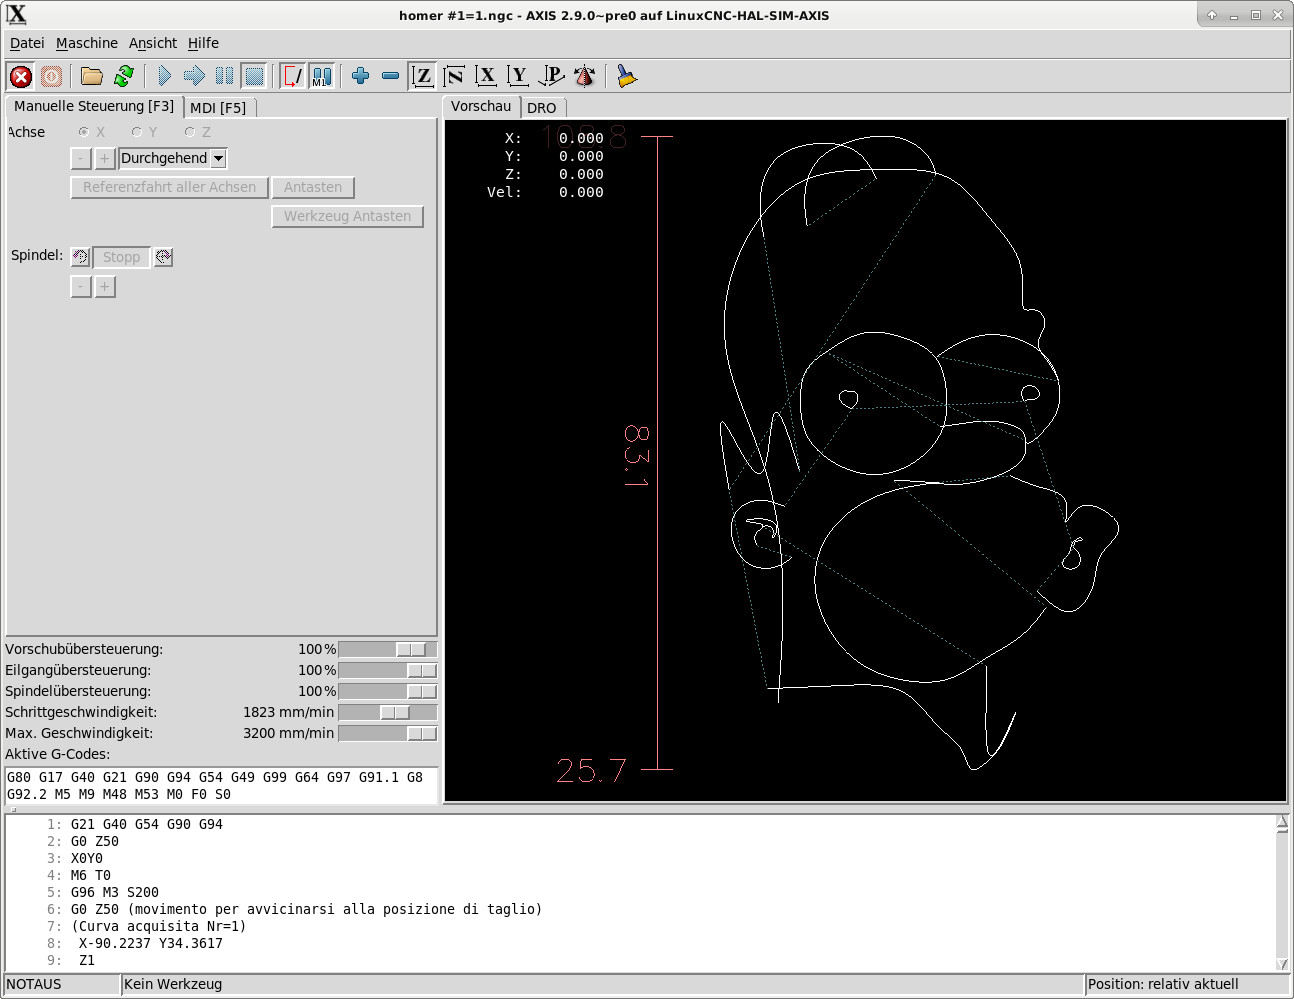 homer #1=1.ngc - AXIS 2.9.0~pre0 auf LinuxCNC-HAL-SIM-AXIS
Datei Maschine Ansicht Hilfe
M1 Z N X Y P
Manuelle Steuerung [F3] MDI [F5]
Achse X Y Z
- + Durchgehend
Referenzfahrt aller Achsen Antasten
Werkzeug Antasten
Spindel: Stopp
- +
Vorschubübersteuerung: 100 %
Eilgangübersteuerung: 100 %
Spindelübersteuerung: 100 %
Schrittgeschwindigkeit: 1823 mm/min
Max. Geschwindigkeit: 3200 mm/min
Aktive G-Codes:
G80 G17 G40 G21 G90 G94 G54 G49 G99 G64 G97 G91.1 G8
G92.2 M5 M9 M48 M53 M0 F0 S0
Vorschau DRO
X: 0.000
Y: 0.000
Z: 0.000
Vel: 0.000
83.1
25.7
1: G21 G40 G54 G90 G94
2: G0 Z50
3: X0Y0
4: M6 T0
5: G96 M3 S200
6: G0 Z50 (movimento per avvicinarsi alla posizione di taglio)
7: (Curva acquisita Nr=1)
8: X-90.2237 Y34.3617
9: Z1
NOTAUS Kein Werkzeug Position: relativ aktuell